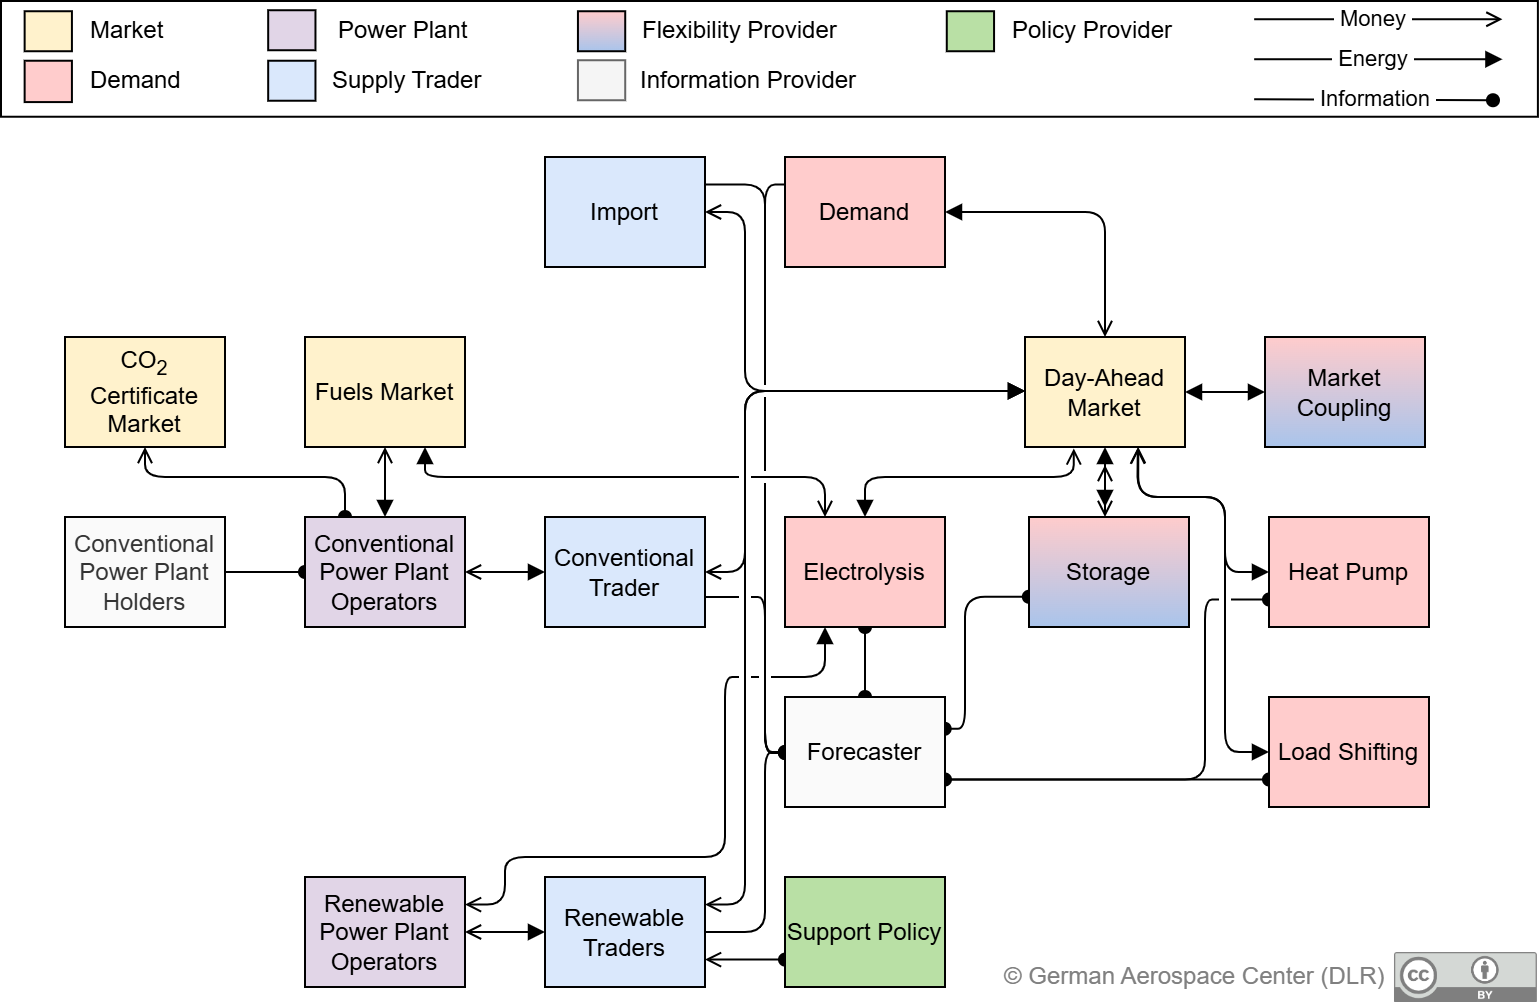 Market
Power Plant
Flexibility Provider
Policy Provider
Money
Demand
Supply Trader
Information Provider
Energy
Information
Import
Demand
CO2
Certificate
Market
Fuels Market
Day-Ahead
Market
Market
Coupling
Conventional
Power Plant
Holders
Conventional
Power Plant
Operators
Conventional
Trader
Electrolysis
Storage
Heat Pump
Forecaster
Load Shifting
Renewable
Power Plant
Operators
Renewable
Traders
Support Policy
© German Aerospace Center (DLR)
cc
BY